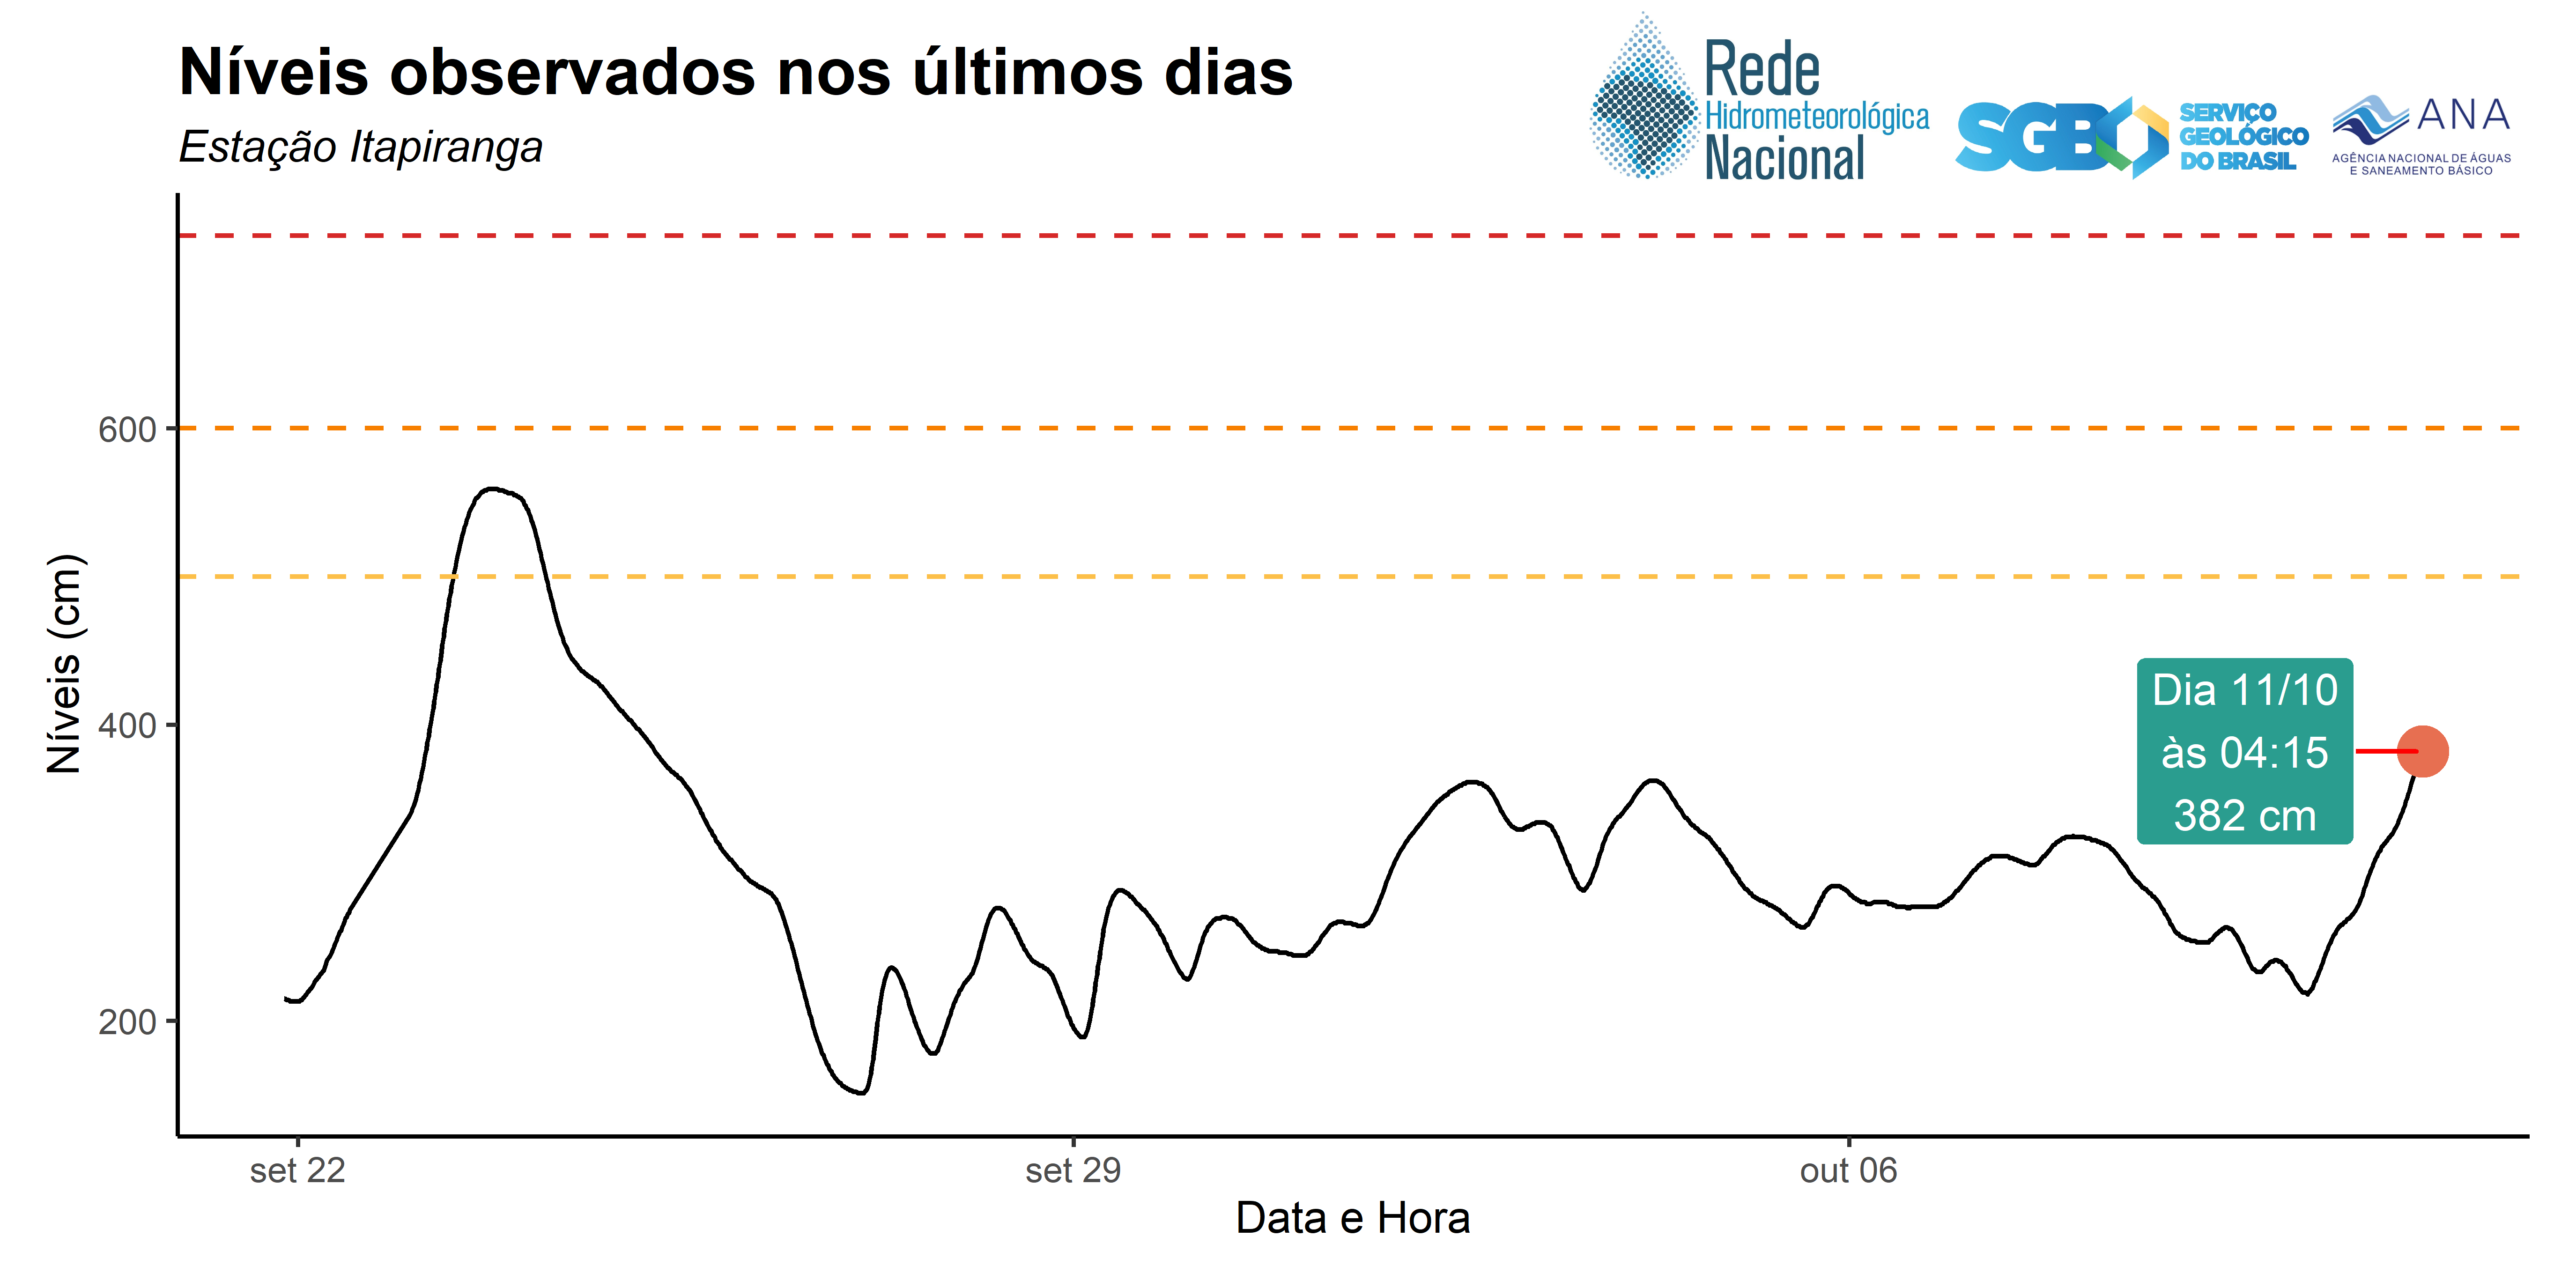 Níveis observados nos últimos dias
Estação Itapiranga
Rede
Hidrometeorológica
Nacional
SGB
SERVIÇO
GEOLÓGICO
DO BRASIL
ANA
AGÊNCIA NACIONAL DE ÁGUAS
E SANEAMENTO BÁSICO
Níveis (cm)
600
400
200
Dia 11/10
às 04:15
382 cm
set 22
set 29
out 06
Data e Hora